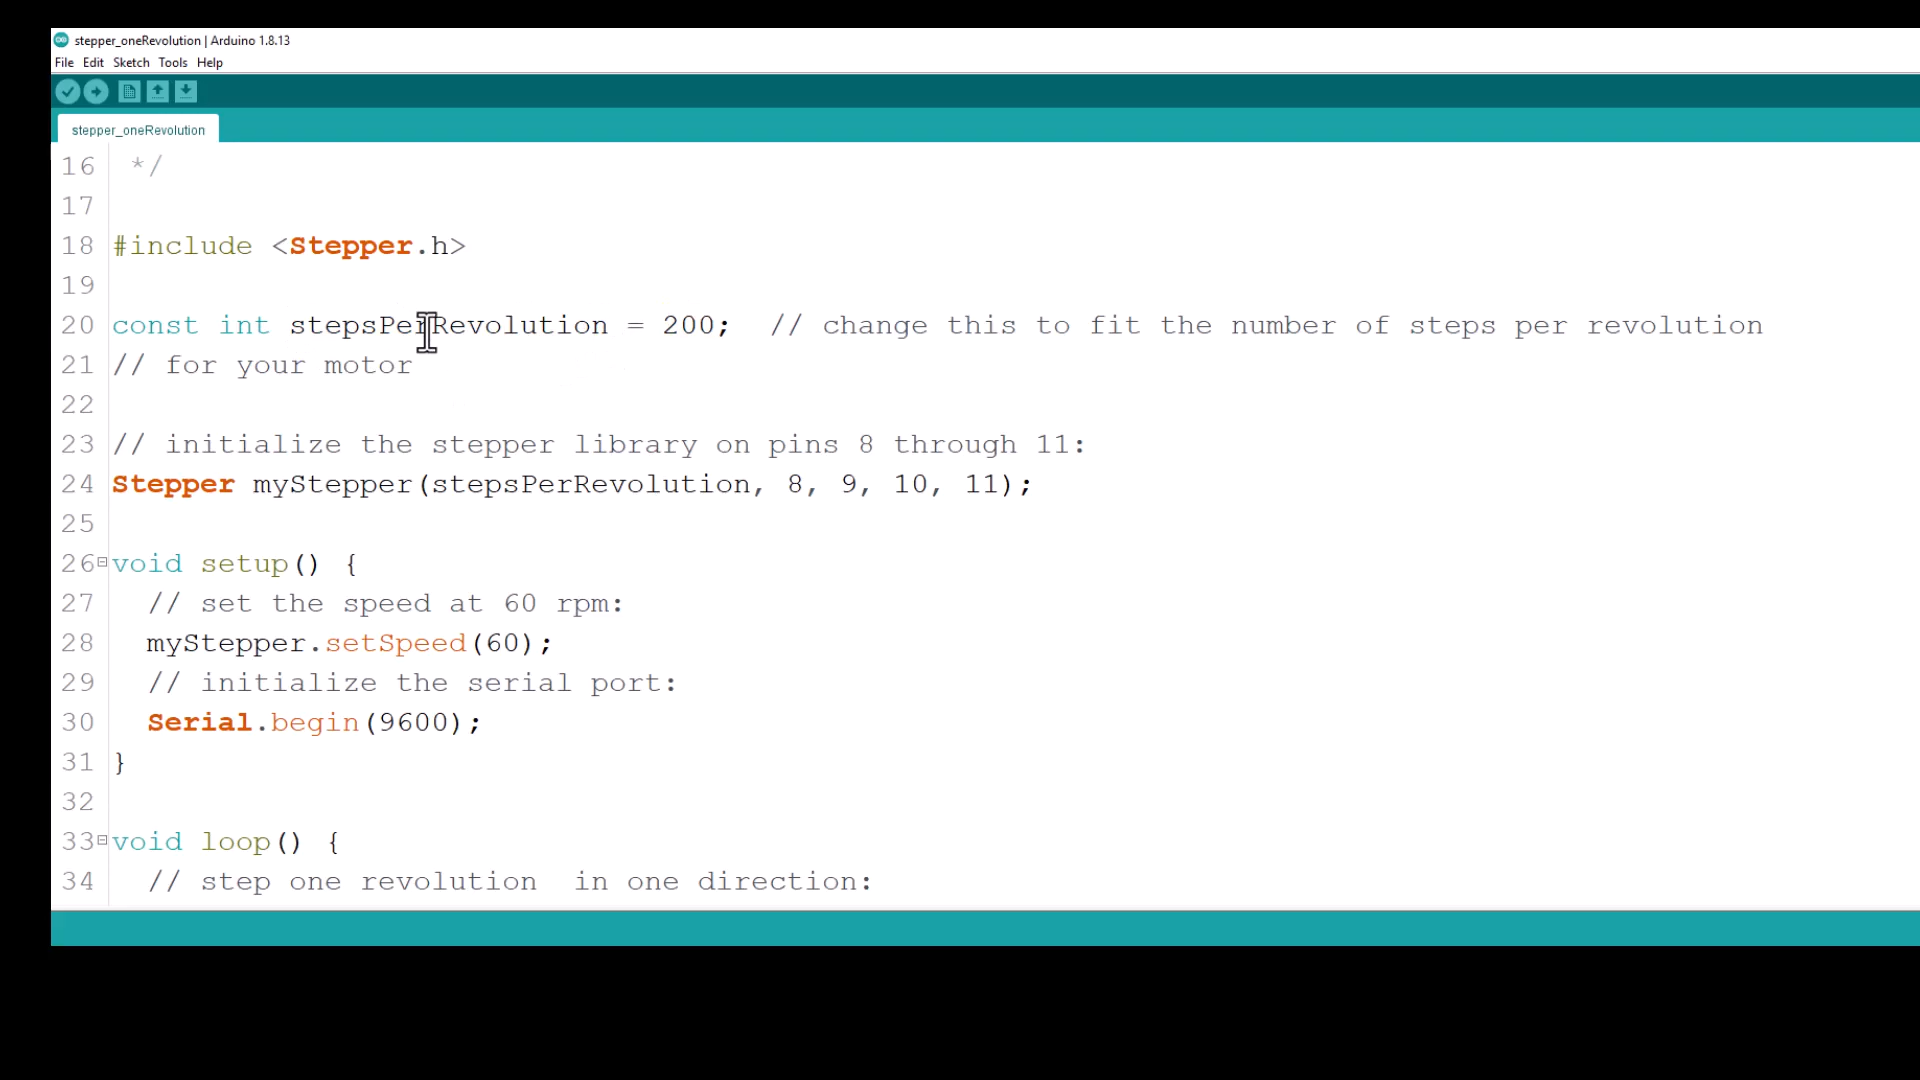 stepper_oneRevolution | Arduino 1.8.13
File Edit Sketch Tools Help
stepper_oneRevolution
16 */
17
18 #include <Stepper.h>
19
20 const int stepsPerRevolution = 200;  // change this to fit the number of steps per revolution
21 // for your motor
22
23 // initialize the stepper library on pins 8 through 11:
24 Stepper myStepper(stepsPerRevolution, 8, 9, 10, 11);
25
26 void setup() {
27   // set the speed at 60 rpm:
28   myStepper.setSpeed(60);
29   // initialize the serial port:
30   Serial.begin(9600);
31 }
32
33 void loop() {
34   // step one revolution  in one direction: